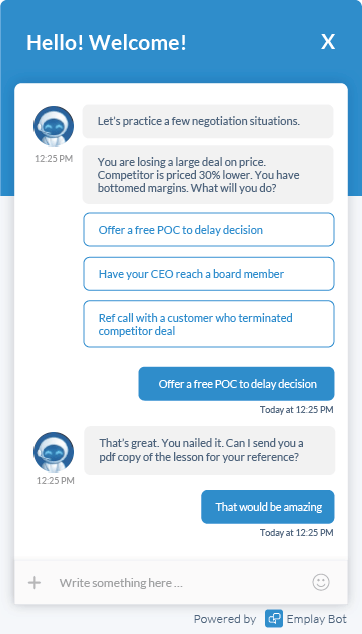 Hello! Welcome!
X
Let's practice a few negotiation situations.
12:25 PM
You are losing a large deal on price.
Competitor is priced 30% lower. You have
bottomed margins. What will you do?
Offer a free POC to delay decision
Have your CEO reach a board member
Ref call with a customer who terminated
competitor deal
Offer a free POC to delay decision
Today at 12:25 PM
That's great. You nailed it. Can I send you a
pdf copy of the lesson for your reference?
12:25 PM
That would be amazing
Today at 12:25 PM
Write something here ...
Powered by Emplay Bot